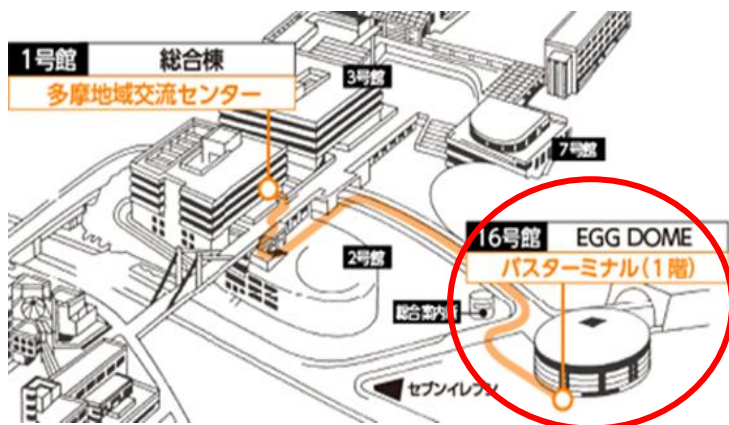 1号館 総合棟
多摩地域交流センター
3号館
7号館
16号館 EGG DOME
バスターミナル(1階)
2号館
総合案内所
セブンイレブン